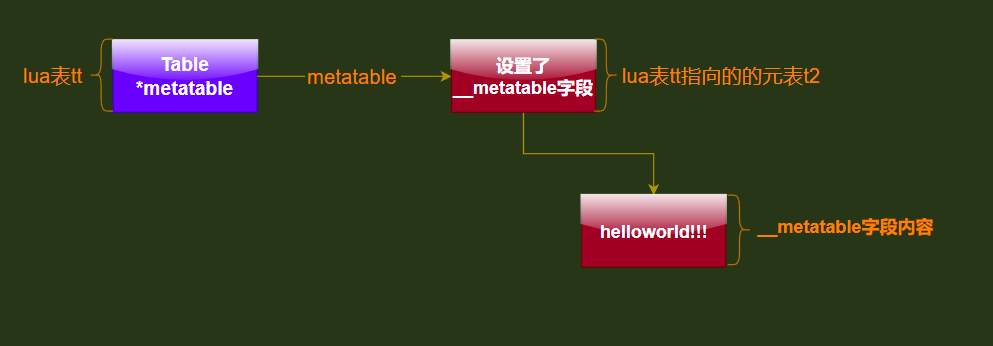 lua表tt
Table
*metatable
metatable
设置了
__metatable字段
lua表tt指向的的元表t2
helloworld!!!
__metatable字段内容